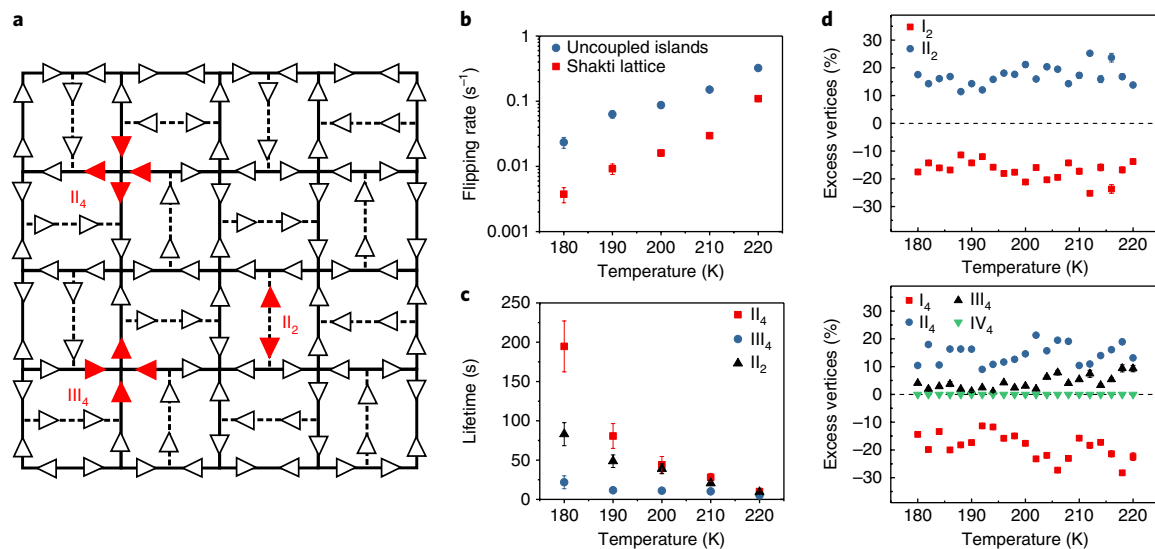 a
II₄
II₂
III₄
b
Flipping rate (s⁻¹)
1
0.1
0.01
0.001
Uncoupled islands
Shakti lattice
180 190 200 210 220
Temperature (K)
c
Lifetime (s)
250
200
150
100
50
0
II₄
III₄
II₂
180 190 200 210 220
Temperature (K)
d
Excess vertices (%)
30
20
10
0
–10
–20
–30
I₂
II₂
180 190 200 210 220
Temperature (K)
Excess vertices (%)
30
20
10
0
–10
–20
–30
I₄ III₄
II₄ IV₄
180 190 200 210 220
Temperature (K)